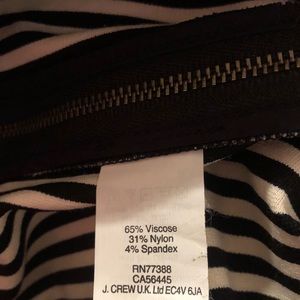 65% Viscose
31% Nylon
4% Spandex
RN77388
CA56445
J. CREW U.K. Ltd EC4V 6JA